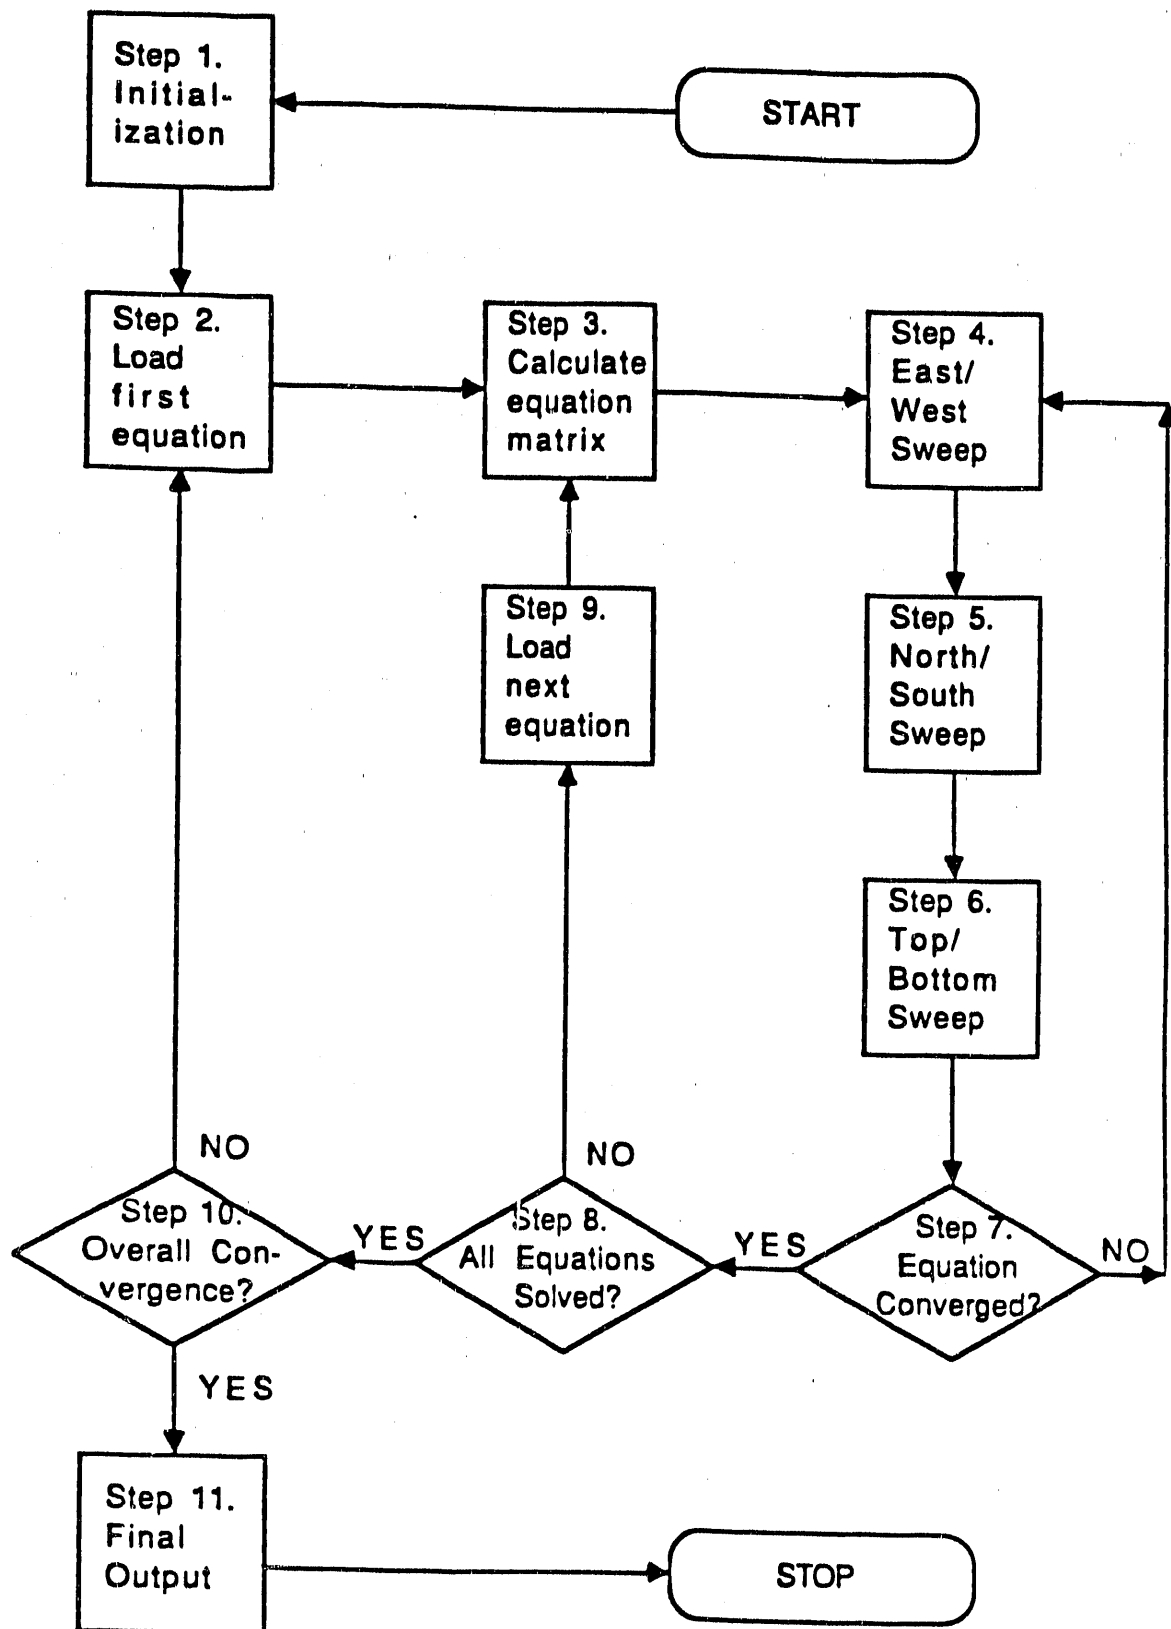 Step 1.
Initial-
ization
START
Step 2.
Load
first
equation
Step 3.
Calculate
equation
matrix
Step 4.
East/
West
Sweep
Step 9.
Load
next
equation
Step 5.
North/
South
Sweep
Step 6.
Top/
Bottom
Sweep
NO
Step 10.
Overall Con-
vergence?
YES
NO
Step 8.
All Equations
Solved?
YES
Step 7.
Equation
Converged?
NO
YES
Step 11.
Final
Output
STOP